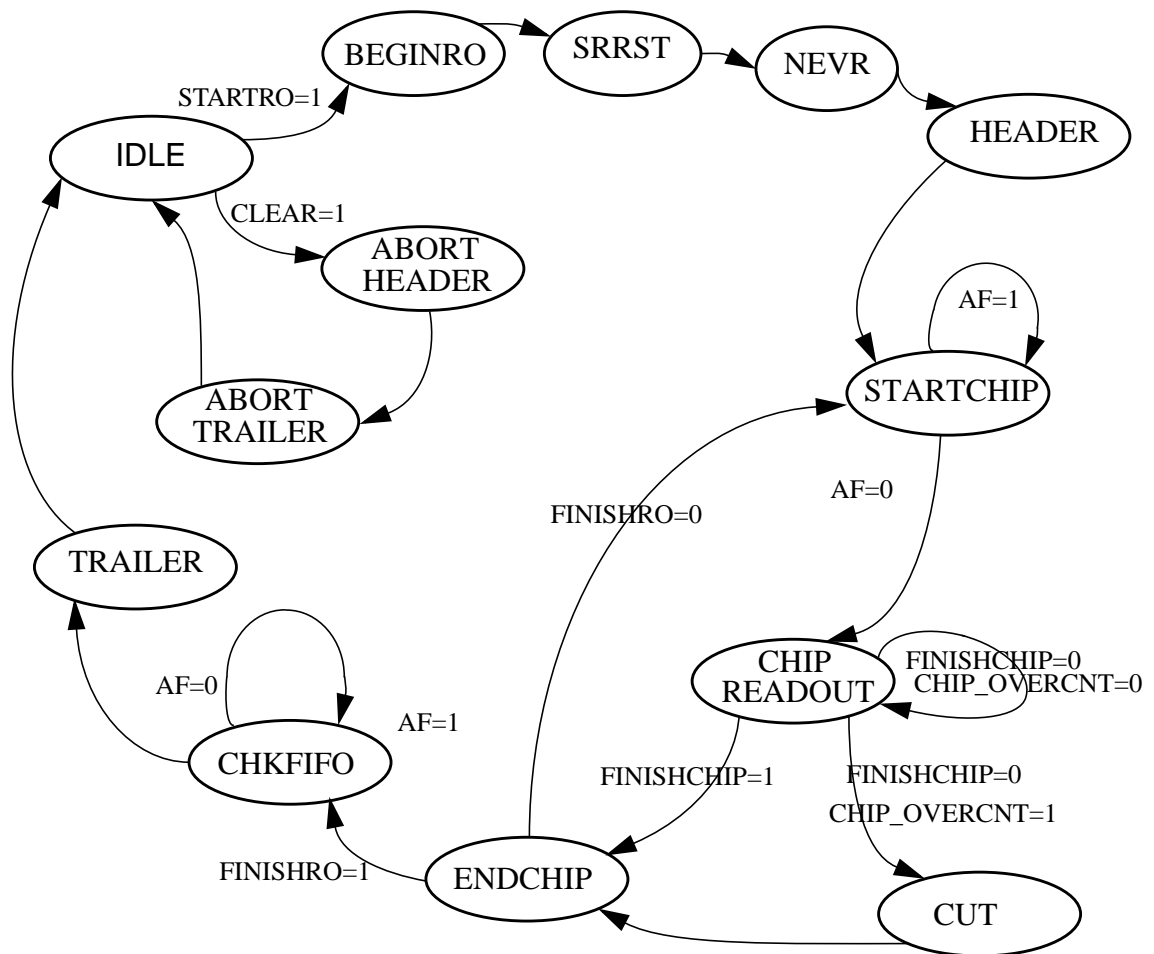 BEGINRO
SRRST
NEVR
STARTRO=1
HEADER
IDLE
CLEAR=1
ABORT
HEADER
AF=1
STARTCHIP
ABORT
TRAILER
AF=0
FINISHRO=0
TRAILER
CHIP
READOUT
FINISHCHIP=0
CHIP_OVERCNT=0
AF=0
AF=1
CHKFIFO
FINISHCHIP=1
FINISHCHIP=0
CHIP_OVERCNT=1
FINISHRO=1
ENDCHIP
CUT